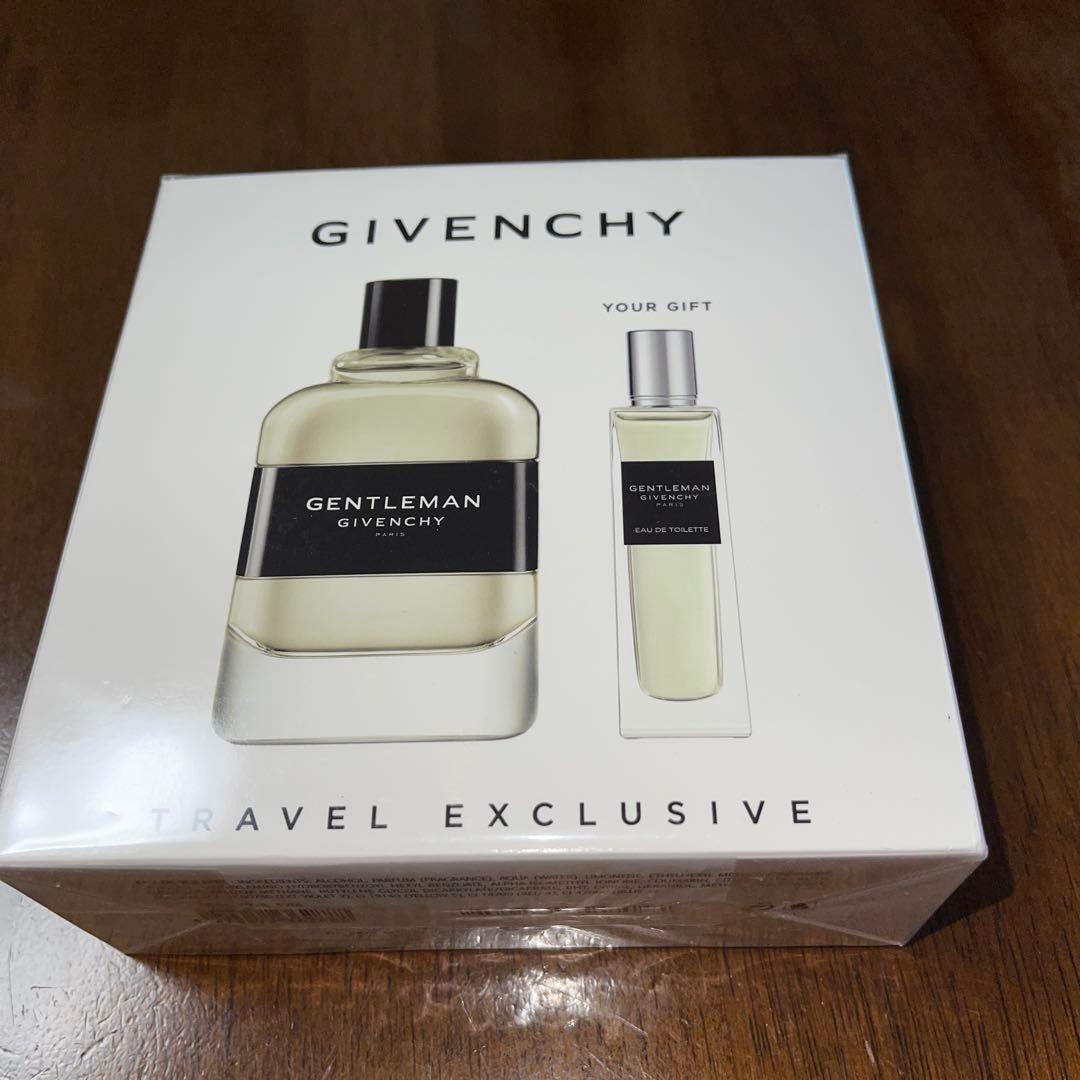 GIVENCHY
YOUR GIFT
GENTLEMAN
GIVENCHY
PARIS
GENTLEMAN
GIVENCHY
PARIS
EAU DE TOILETTE
TRAVEL EXCLUSIVE
INGREDIENTS: ALCOHOL, PARFUM (FRAGRANCE), AQUA (WATER), LIMONENE,